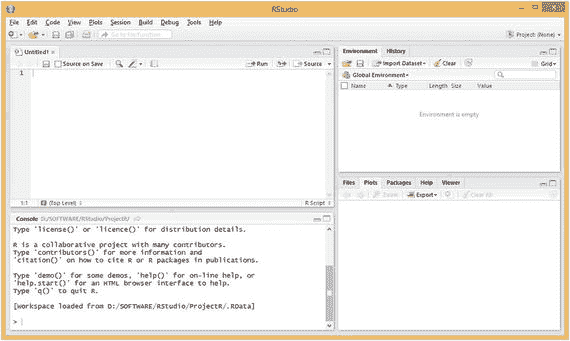 RStudio
File Edit Code View Plots Session Build Debug Tools Help
Go to file/function
Project: (None)
Untitled1
Source on Save
Run
Source
1
1:1
(Top Level)
R Script
Console D:/SOFTWARE/RStudio/ProjectR/
Type 'license()' or 'licence()' for distribution details.
R is a collaborative project with many contributors.
Type 'contributors()' for more information and
'citation()' on how to cite R or R packages in publications.
Type 'demo()' for some demos, 'help()' for on-line help, or
'help.start()' for an HTML browser interface to help.
Type 'q()' to quit R.
[workspace loaded from D:/SOFTWARE/RStudio/ProjectR/.RData]
>
Environment History
Import Dataset
Clear
Grid
Global Environment
Name Type Length Size Value
Environment is empty
Files Plots Packages Help Viewer
Zoom Export Clear All